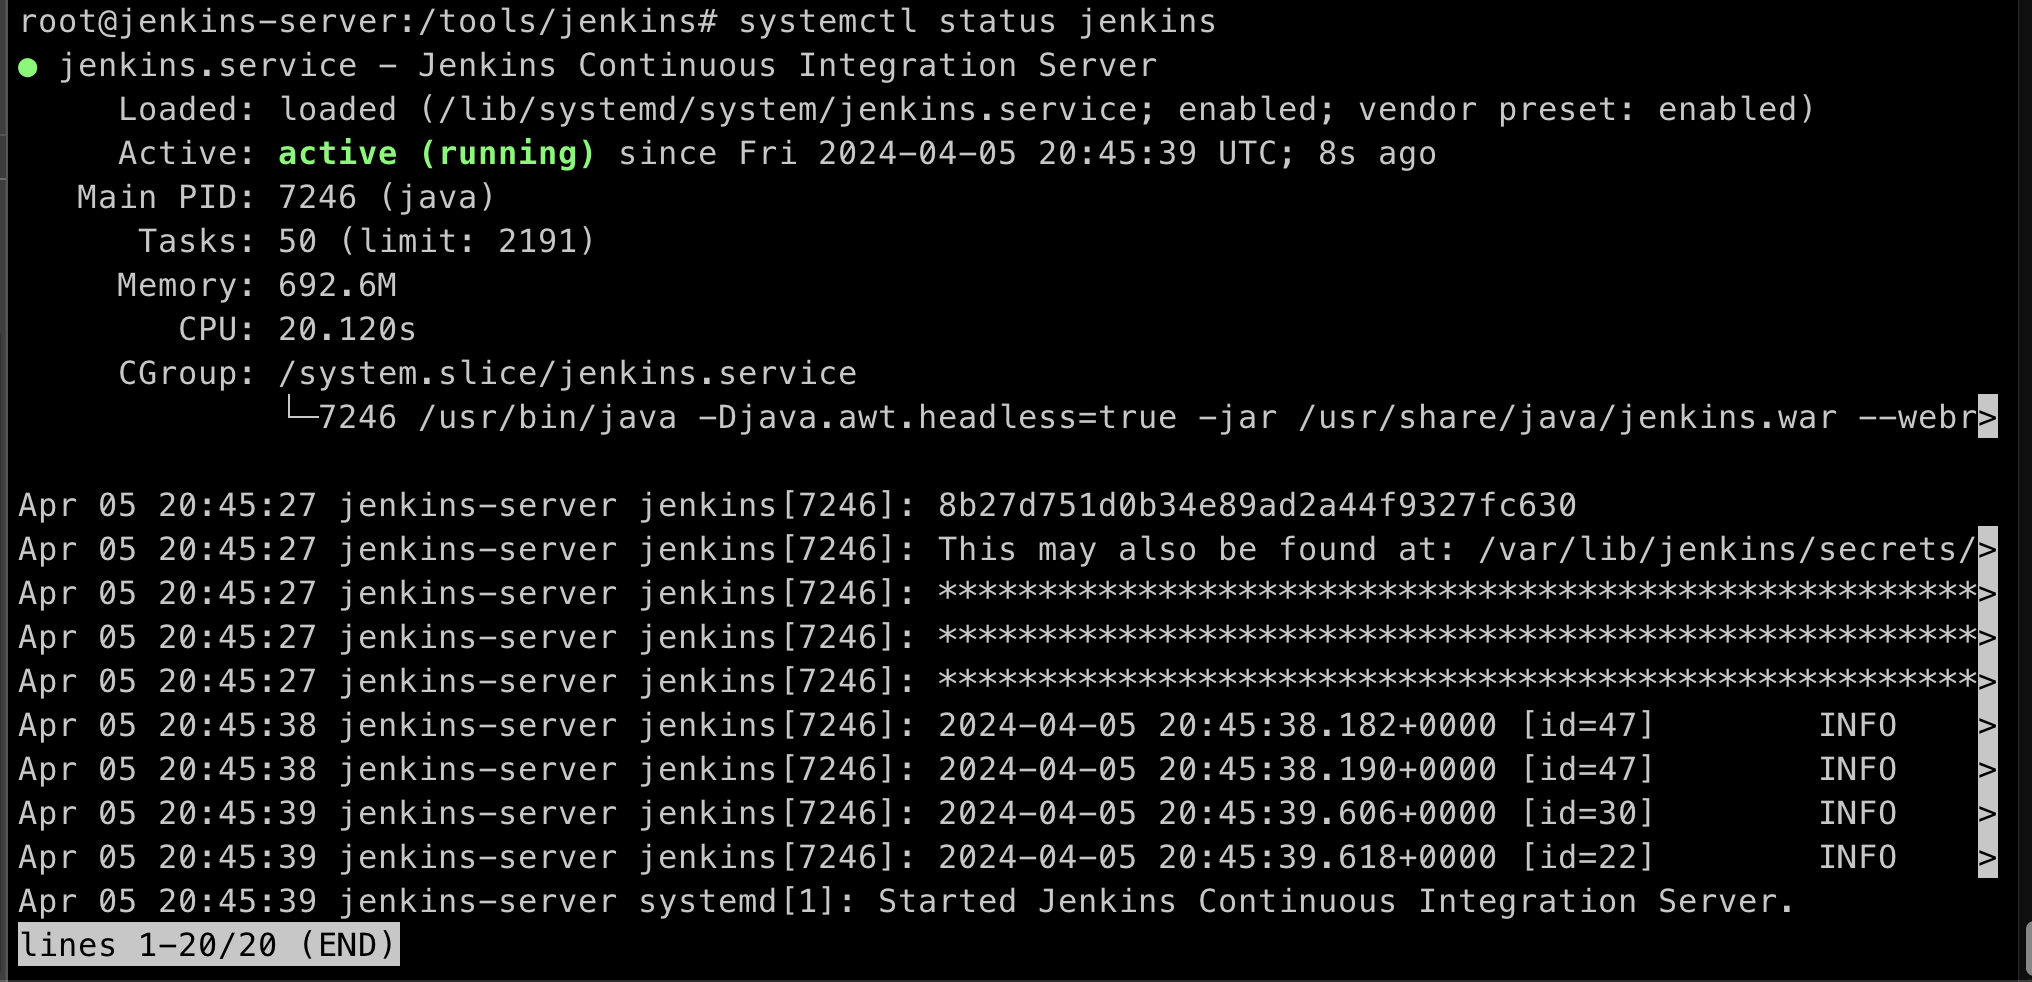 root@jenkins-server:/tools/jenkins# systemctl status jenkins
● jenkins.service - Jenkins Continuous Integration Server
Loaded: loaded (/lib/systemd/system/jenkins.service; enabled; vendor preset: enabled)
Active: active (running) since Fri 2024-04-05 20:45:39 UTC; 8s ago
Main PID: 7246 (java)
Tasks: 50 (limit: 2191)
Memory: 692.6M
CPU: 20.120s
CGroup: /system.slice/jenkins.service
└─7246 /usr/bin/java -Djava.awt.headless=true -jar /usr/share/java/jenkins.war --webr>
Apr 05 20:45:27 jenkins-server jenkins[7246]: 8b27d751d0b34e89ad2a44f9327fc630
Apr 05 20:45:27 jenkins-server jenkins[7246]: This may also be found at: /var/lib/jenkins/secrets/>
Apr 05 20:45:27 jenkins-server jenkins[7246]: ****************************************************>
Apr 05 20:45:27 jenkins-server jenkins[7246]: ****************************************************>
Apr 05 20:45:27 jenkins-server jenkins[7246]: ****************************************************>
Apr 05 20:45:38 jenkins-server jenkins[7246]: 2024-04-05 20:45:38.182+0000 [id=47]        INFO    >
Apr 05 20:45:38 jenkins-server jenkins[7246]: 2024-04-05 20:45:38.190+0000 [id=47]        INFO    >
Apr 05 20:45:39 jenkins-server jenkins[7246]: 2024-04-05 20:45:39.606+0000 [id=30]        INFO    >
Apr 05 20:45:39 jenkins-server jenkins[7246]: 2024-04-05 20:45:39.618+0000 [id=22]        INFO    >
Apr 05 20:45:39 jenkins-server systemd[1]: Started Jenkins Continuous Integration Server.
lines 1-20/20 (END)